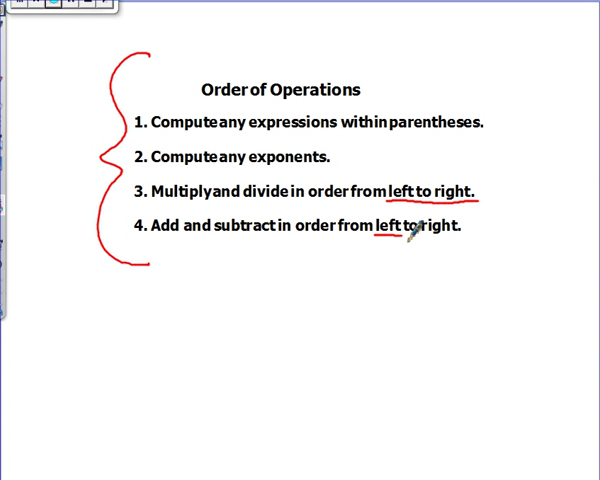 Order of Operations
1. Compute any expressions within parentheses.
2. Compute any exponents.
3. Multiply and divide in order from left to right.
4. Add and subtract in order from left to right.